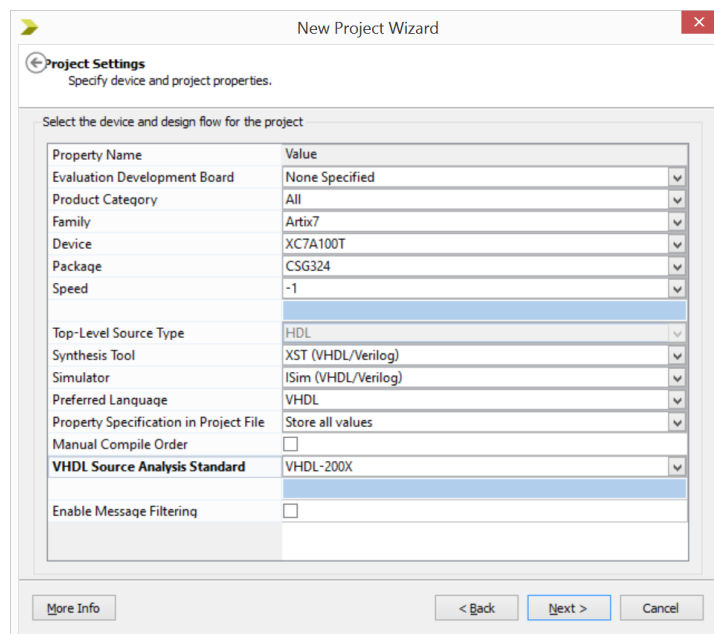 New Project Wizard
Project Settings
Specify device and project properties.
Select the device and design flow for the project
Property Name Value
Evaluation Development Board None Specified
Product Category All
Family Artix7
Device XC7A100T
Package CSG324
Speed -1
Top-Level Source Type HDL
Synthesis Tool XST (VHDL/Verilog)
Simulator ISim (VHDL/Verilog)
Preferred Language VHDL
Property Specification in Project File Store all values
Manual Compile Order
VHDL Source Analysis Standard VHDL-200X
Enable Message Filtering
More Info < Back Next > Cancel